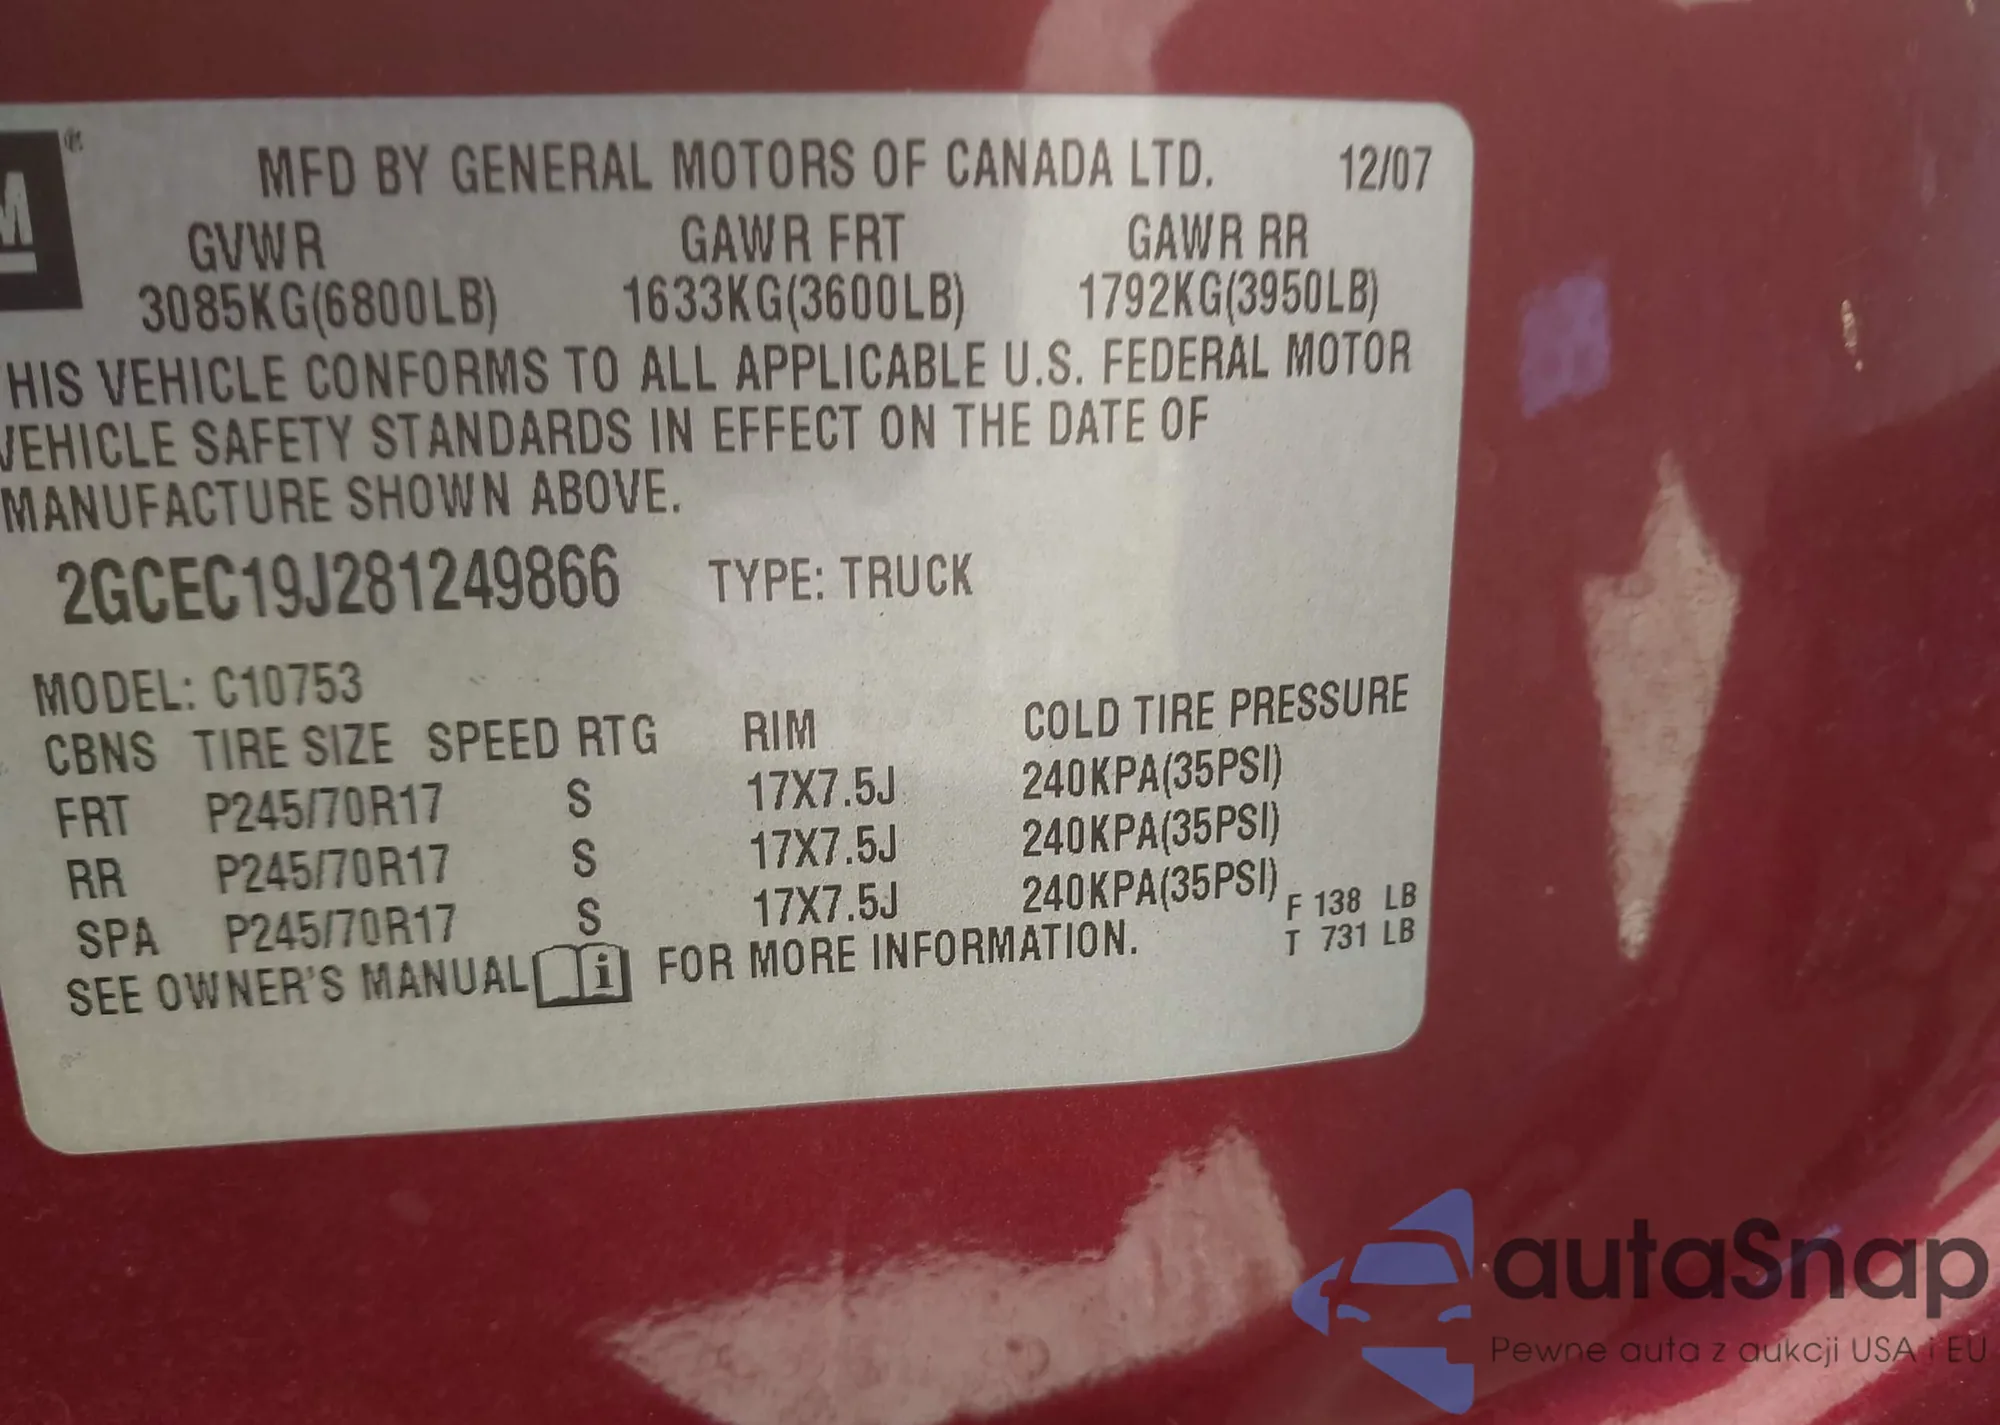 M ®
MFD BY GENERAL MOTORS OF CANADA LTD. 12/07
GVWR GAWR FRT GAWR RR
3085KG(6800LB) 1633KG(3600LB) 1792KG(3950LB)
HIS VEHICLE CONFORMS TO ALL APPLICABLE U.S. FEDERAL MOTOR
VEHICLE SAFETY STANDARDS IN EFFECT ON THE DATE OF
MANUFACTURE SHOWN ABOVE.
2GCEC19J281249866 TYPE: TRUCK
MODEL: C10753
CBNS TIRE SIZE SPEED RTG RIM COLD TIRE PRESSURE
FRT P245/70R17 S 17X7.5J 240KPA(35PSI)
RR P245/70R17 S 17X7.5J 240KPA(35PSI)
SPA P245/70R17 S 17X7.5J 240KPA(35PSI)
F 138 LB
T 731 LB
SEE OWNER'S MANUAL i FOR MORE INFORMATION.
autaSnap
Pewne auta z aukcji USA i EU